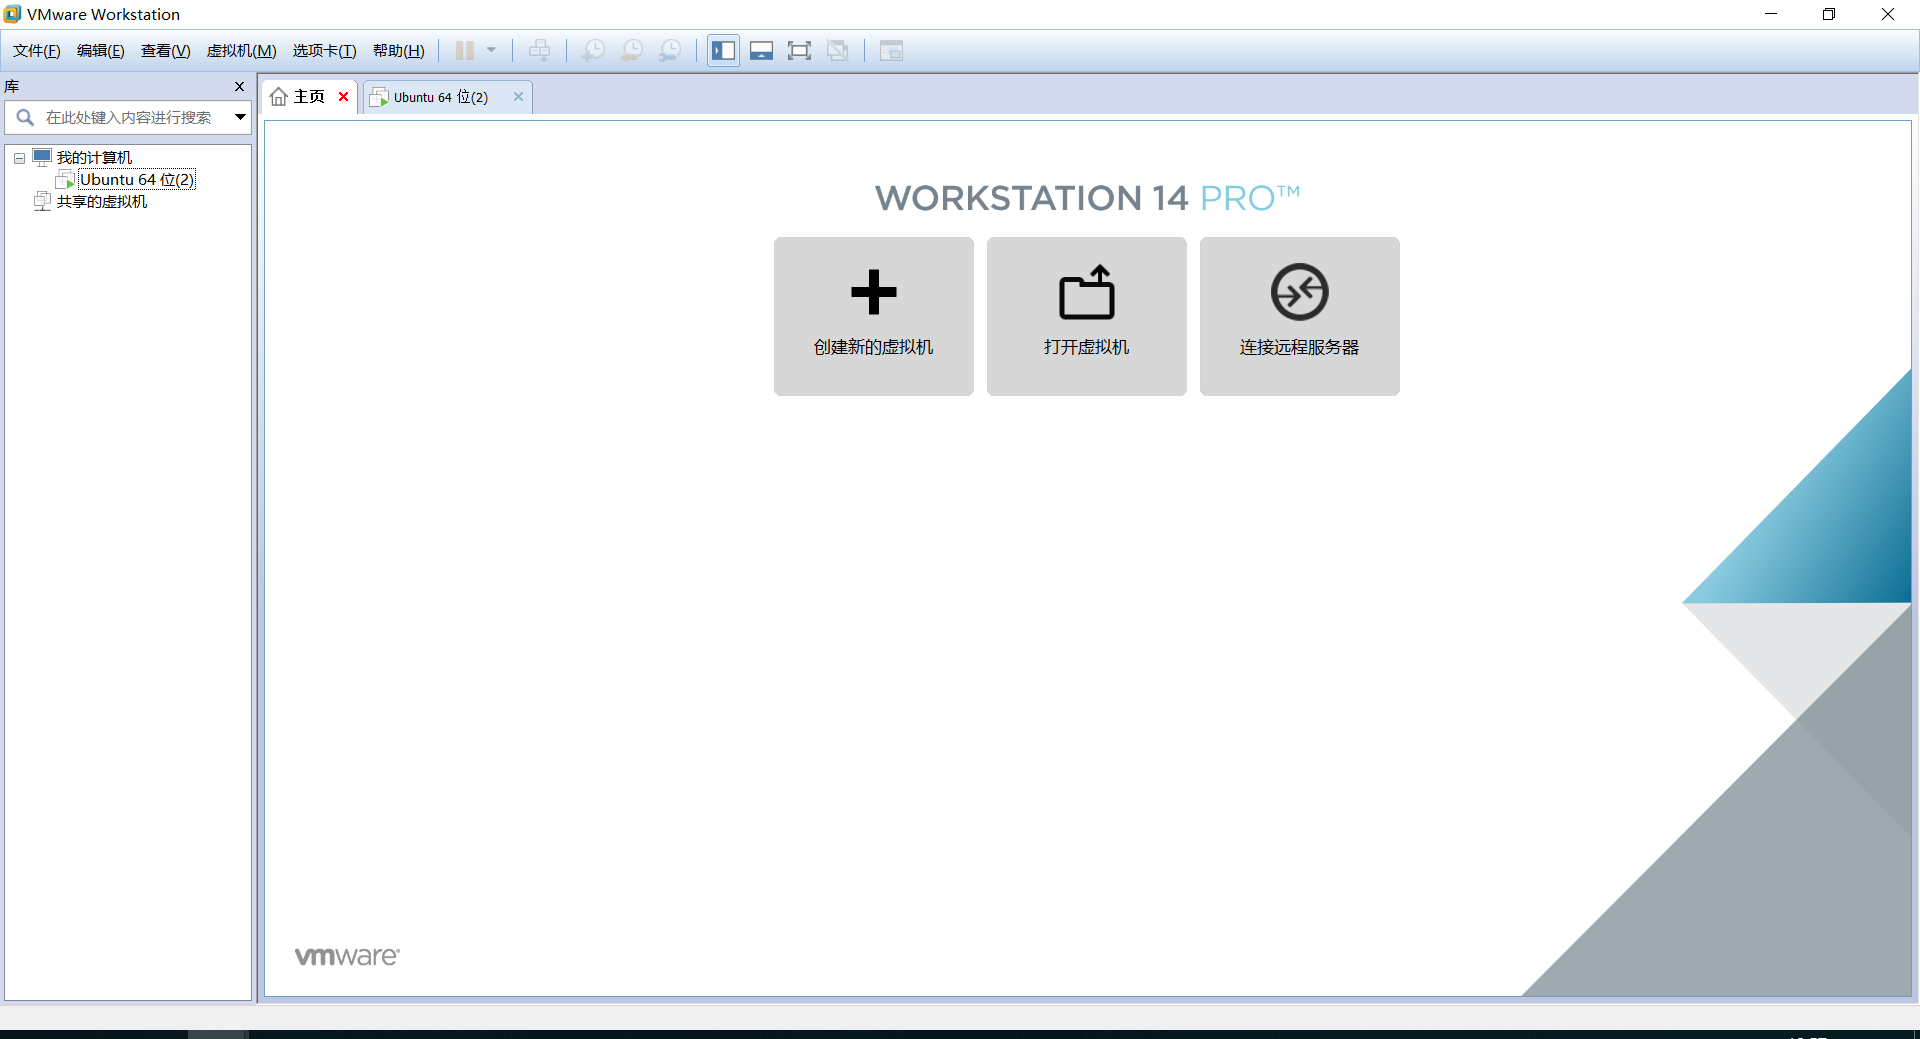 VMware Workstation
文件(F) 编辑(E) 查看(V) 虚拟机(M) 选项卡(T) 帮助(H)
库
在此处键入内容进行搜索
我的计算机
Ubuntu 64 位(2)
共享的虚拟机
主页
Ubuntu 64 位(2)
WORKSTATION 14 PRO™
创建新的虚拟机
打开虚拟机
连接远程服务器
vmware